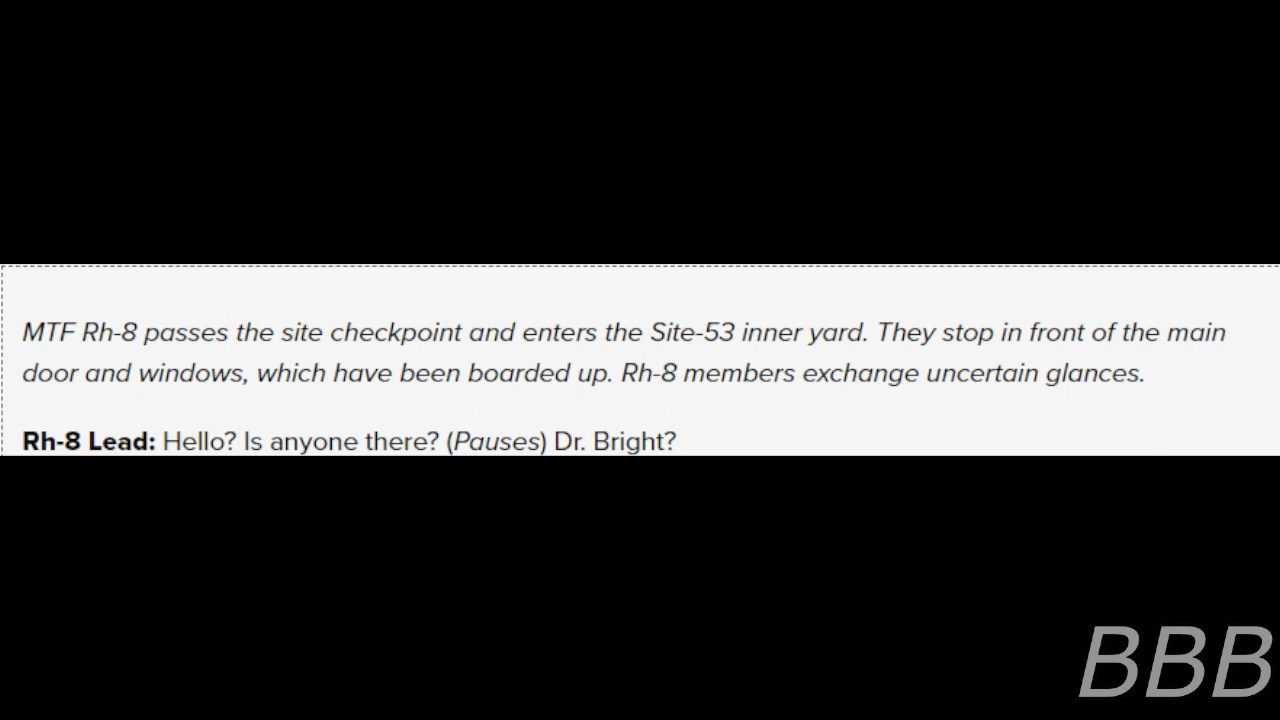 MTF Rh-8 passes the site checkpoint and enters the Site-53 inner yard. They stop in front of the main
door and windows, which have been boarded up. Rh-8 members exchange uncertain glances.
Rh-8 Lead: Hello? Is anyone there? (Pauses) Dr. Bright?
BBB